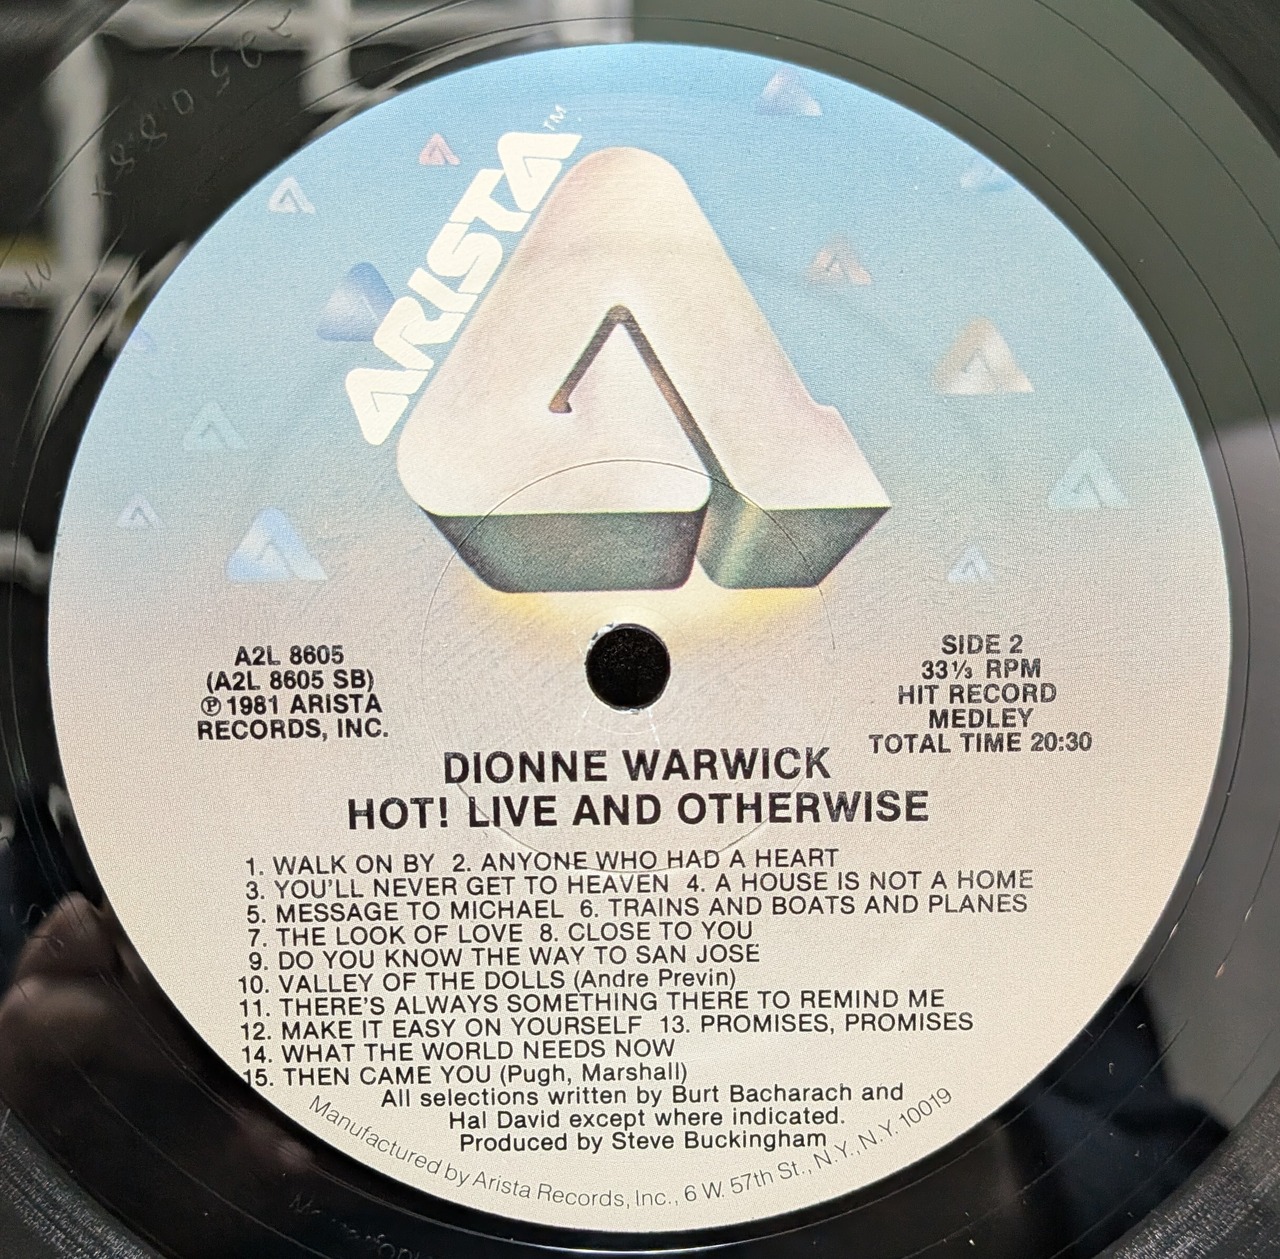 ARISTA™
A2L 8605
(A2L 8605 SB)
℗ 1981 ARISTA
RECORDS, INC.
SIDE 2
33⅓ RPM
HIT RECORD
MEDLEY
TOTAL TIME 20:30
DIONNE WARWICK
HOT! LIVE AND OTHERWISE
1. WALK ON BY 2. ANYONE WHO HAD A HEART
3. YOU'LL NEVER GET TO HEAVEN 4. A HOUSE IS NOT A HOME
5. MESSAGE TO MICHAEL 6. TRAINS AND BOATS AND PLANES
7. THE LOOK OF LOVE 8. CLOSE TO YOU
9. DO YOU KNOW THE WAY TO SAN JOSE
10. VALLEY OF THE DOLLS (Andre Previn)
11. THERE'S ALWAYS SOMETHING THERE TO REMIND ME
12. MAKE IT EASY ON YOURSELF 13. PROMISES, PROMISES
14. WHAT THE WORLD NEEDS NOW
15. THEN CAME YOU (Pugh, Marshall)
All selections written by Burt Bacharach and
Hal David except where indicated.
Produced by Steve Buckingham
Manufactured by Arista Records, Inc., 6 W. 57th St., N.Y., N.Y. 10019